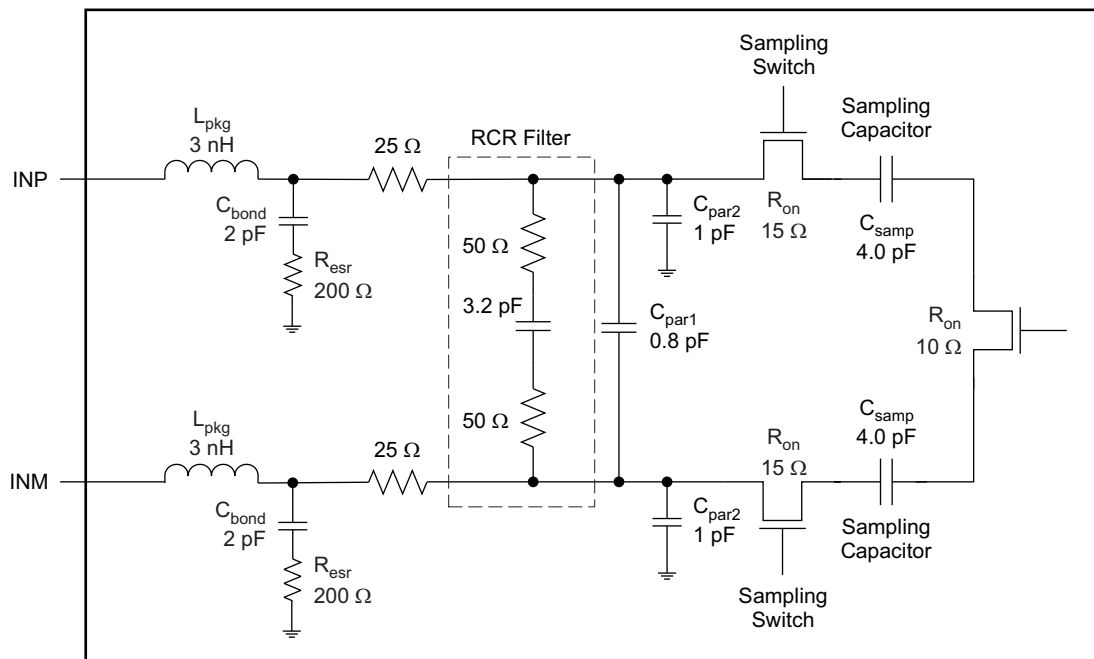 Sampling
Switch
Sampling
Capacitor
L_pkg
3 nH
25 Ω
RCR Filter
INP
C_bond
2 pF
R_esr
200 Ω
50 Ω
3.2 pF
50 Ω
C_par1
0.8 pF
C_par2
1 pF
R_on
15 Ω
C_samp
4.0 pF
R_on
10 Ω
L_pkg
3 nH
25 Ω
INM
C_bond
2 pF
R_esr
200 Ω
C_par2
1 pF
R_on
15 Ω
C_samp
4.0 pF
Sampling
Capacitor
Sampling
Switch